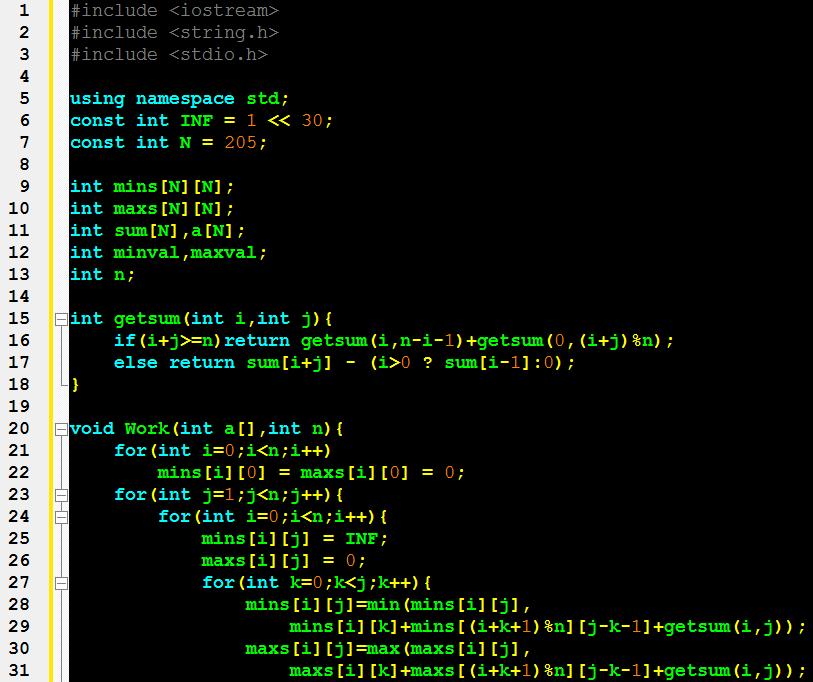 1 #include <iostream>
2 #include <string.h>
3 #include <stdio.h>
4
5 using namespace std;
6 const int INF = 1 << 30;
7 const int N = 205;
8
9 int mins[N][N];
10 int maxs[N][N];
11 int sum[N],a[N];
12 int minval,maxval;
13 int n;
14
15 int getsum(int i,int j){
16     if(i+j>=n)return getsum(i,n-i-1)+getsum(0,(i+j)%n);
17     else return sum[i+j] - (i>0 ? sum[i-1]:0);
18 }
19
20 void Work(int a[],int n){
21     for(int i=0;i<n;i++)
22         mins[i][0] = maxs[i][0] = 0;
23     for(int j=1;j<n;j++){
24         for(int i=0;i<n;i++){
25             mins[i][j] = INF;
26             maxs[i][j] = 0;
27             for(int k=0;k<j;k++){
28                 mins[i][j]=min(mins[i][j],
29                     mins[i][k]+mins[(i+k+1)%n][j-k-1]+getsum(i,j));
30                 maxs[i][j]=max(maxs[i][j],
31                     maxs[i][k]+maxs[(i+k+1)%n][j-k-1]+getsum(i,j));